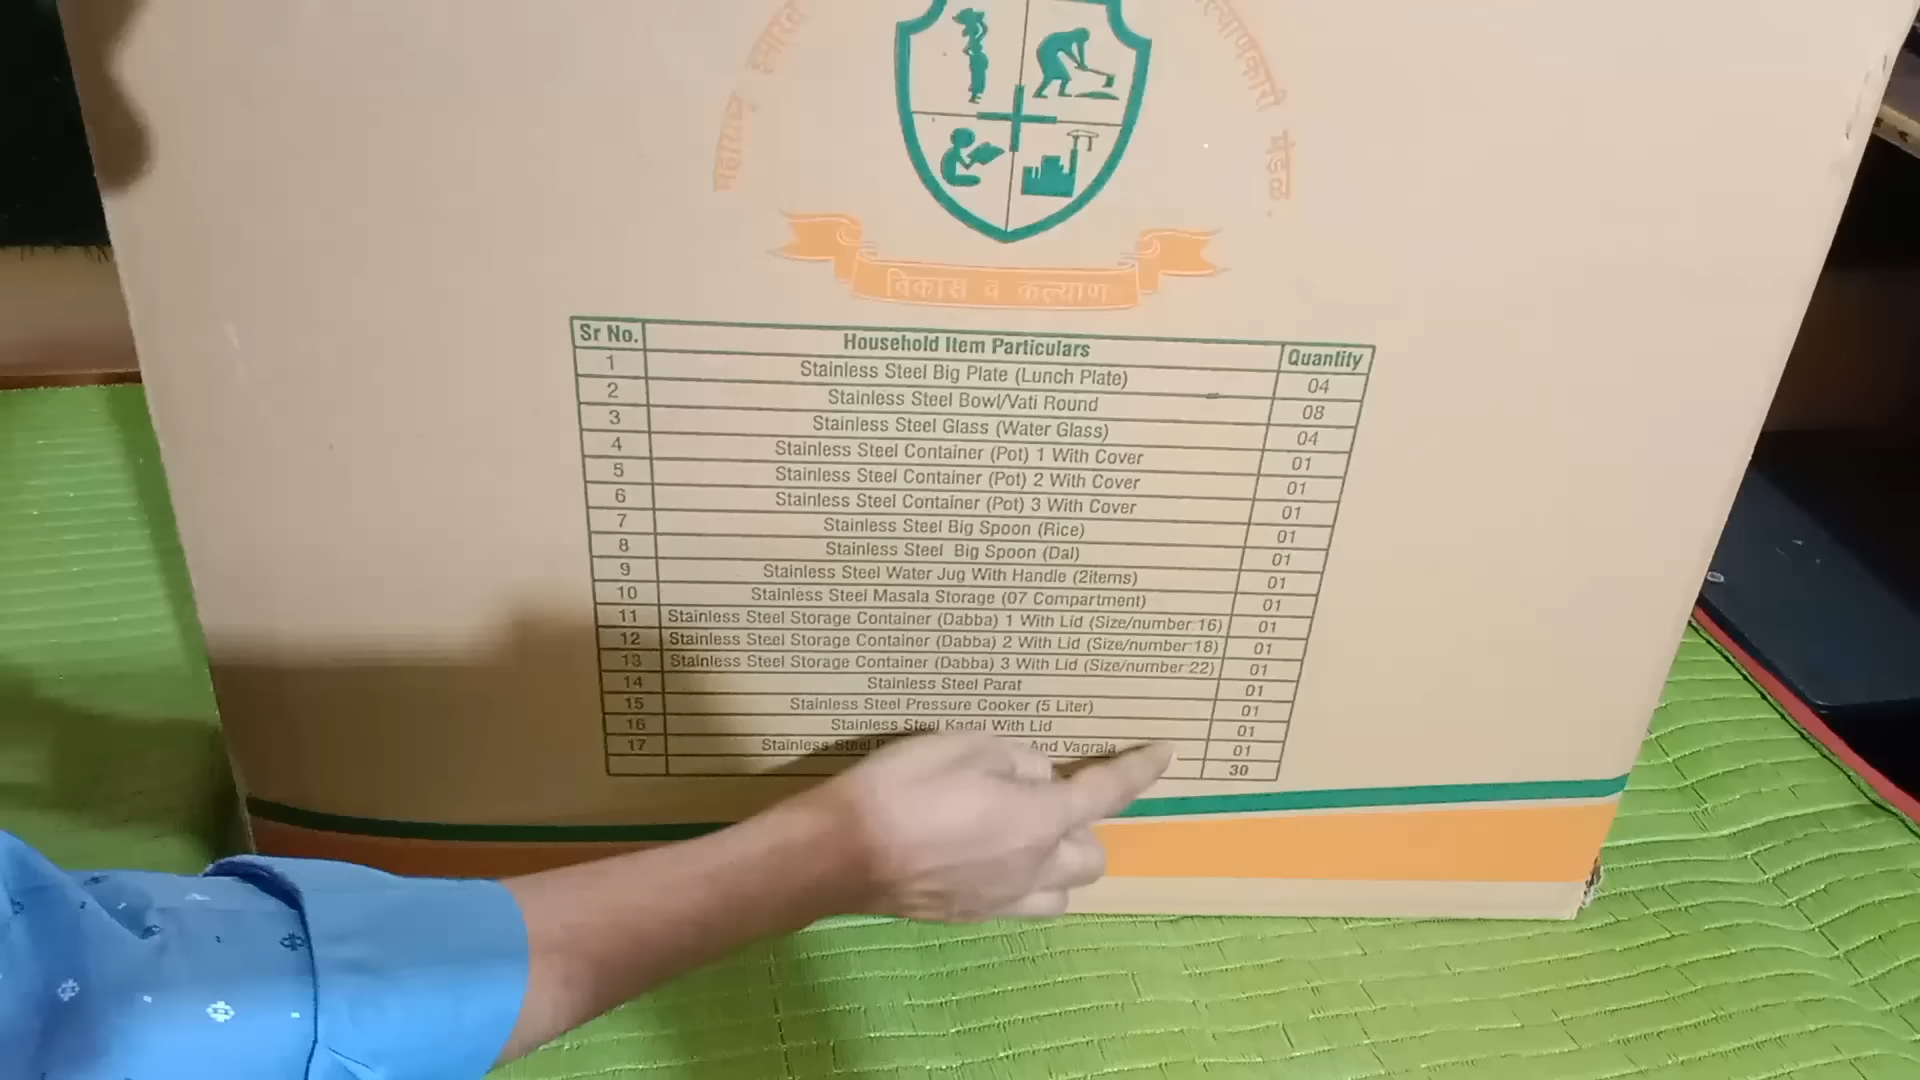 महाराष्ट्र इमारत
ल्याणकारी मंडळ.
विकास व कल्याण
Sr No. Household Item Particulars Quantity
1 Stainless Steel Big Plate (Lunch Plate) 04
2 Stainless Steel Bowl/Vati Round 08
3 Stainless Steel Glass (Water Glass) 04
4 Stainless Steel Container (Pot) 1 With Cover 01
5 Stainless Steel Container (Pot) 2 With Cover 01
6 Stainless Steel Container (Pot) 3 With Cover 01
7 Stainless Steel Big Spoon (Rice) 01
8 Stainless Steel Big Spoon (Dal) 01
9 Stainless Steel Water Jug With Handle (2items) 01
10 Stainless Steel Masala Storage (07 Compartment) 01
11 Stainless Steel Storage Container (Dabba) 1 With Lid (Size/number:16) 01
12 Stainless Steel Storage Container (Dabba) 2 With Lid (Size/number:18) 01
13 Stainless Steel Storage Container (Dabba) 3 With Lid (Size/number:22) 01
14 Stainless Steel Parat 01
15 Stainless Steel Pressure Cooker (5 Liter) 01
16 Stainless Steel Kadai With Lid 01
17 Stainless Steel And Vagrala 01
30